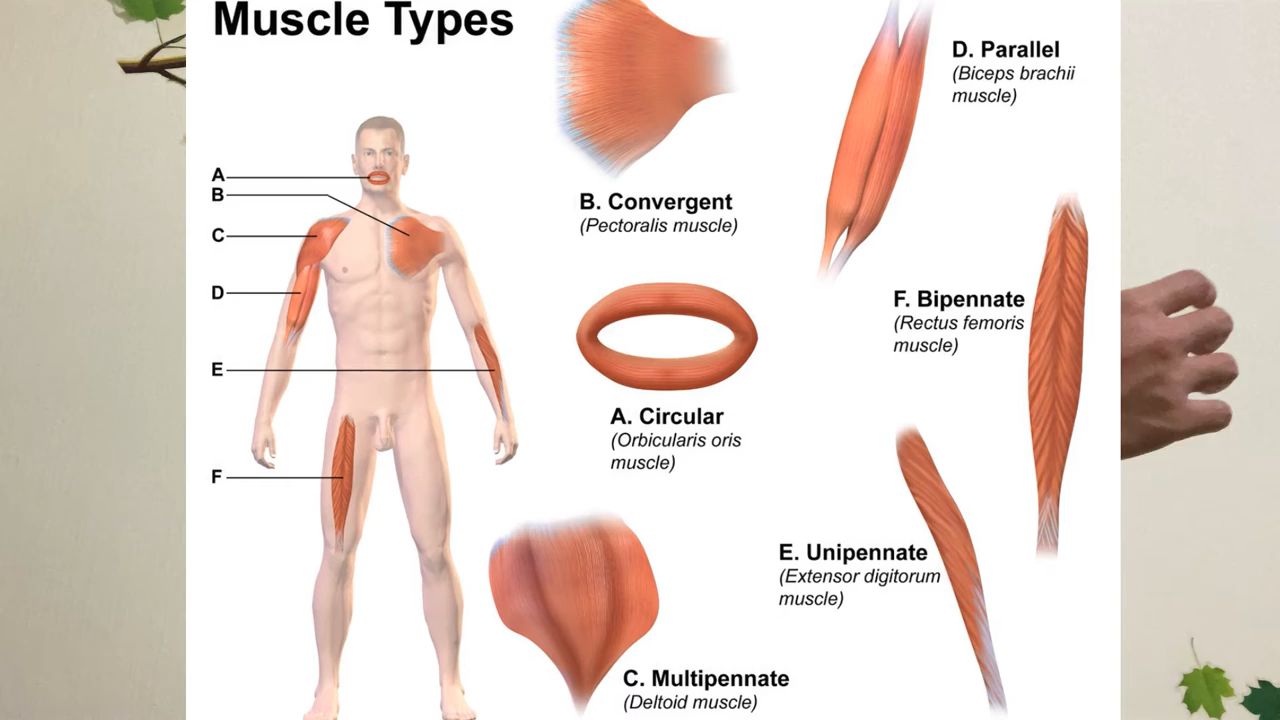 Muscle Types
A
B
C
D
E
F
B. Convergent
(Pectoralis muscle)
D. Parallel
(Biceps brachii
muscle)
A. Circular
(Orbicularis oris
muscle)
F. Bipennate
(Rectus femoris
muscle)
E. Unipennate
(Extensor digitorum
muscle)
C. Multipennate
(Deltoid muscle)